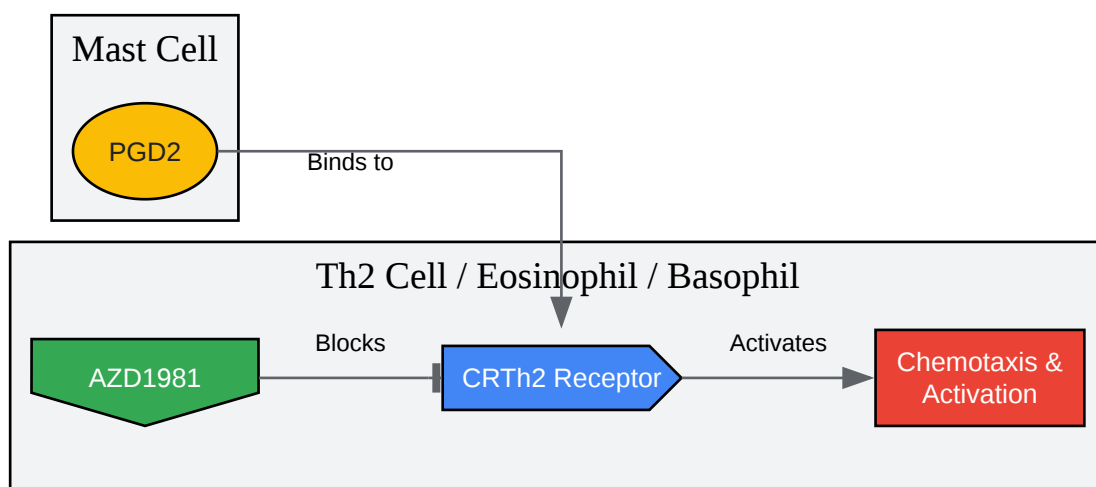 Mast Cell
PGD2
Binds to
Th2 Cell / Eosinophil / Basophil
AZD1981
Blocks
CRTh2 Receptor
Activates
Chemotaxis &
Activation